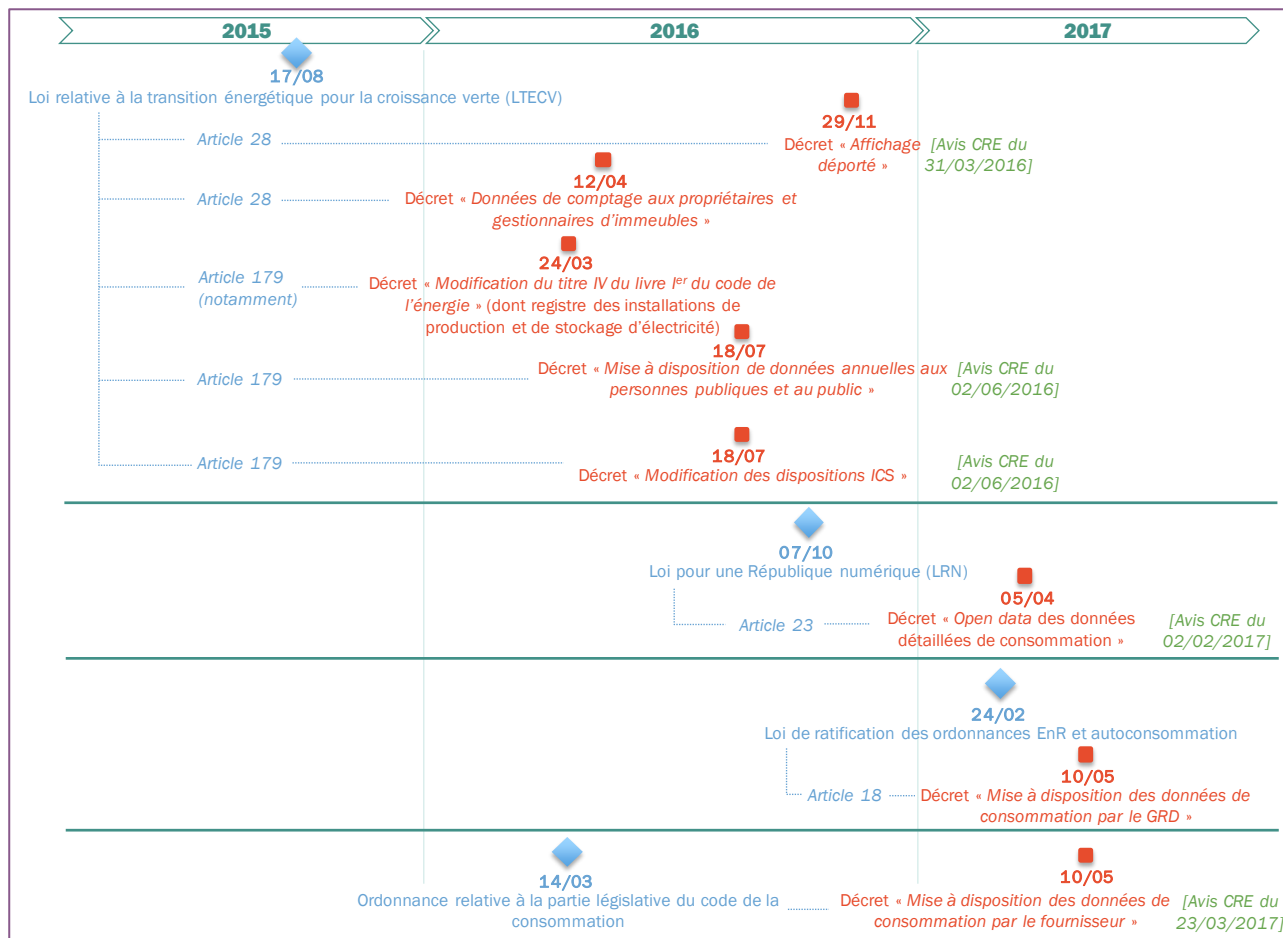 2015
2016
2017
17/08
Loi relative à la transition énergétique pour la croissance verte (LTECV)
Article 28
29/11
Décret « Affichage
déporté »
[Avis CRE du
31/03/2016]
Article 28
12/04
Décret « Données de comptage aux propriétaires et
gestionnaires d’immeubles »
Article 179
(notamment)
24/03
Décret « Modification du titre IV du livre Ier du code de
l’énergie » (dont registre des installations de
production et de stockage d’électricité)
Article 179
18/07
Décret « Mise à disposition de données annuelles aux
personnes publiques et au public »
[Avis CRE du
02/06/2016]
Article 179
18/07
Décret « Modification des dispositions ICS »
[Avis CRE du
02/06/2016]
07/10
Loi pour une République numérique (LRN)
Article 23
05/04
Décret « Open data des données
détaillées de consommation »
[Avis CRE du
02/02/2017]
24/02
Loi de ratification des ordonnances EnR et autoconsommation
Article 18
10/05
Décret « Mise à disposition des données de
consommation par le GRD »
14/03
Ordonnance relative à la partie législative du code de la
consommation
10/05
Décret « Mise à disposition des données de
consommation par le fournisseur »
[Avis CRE du
23/03/2017]